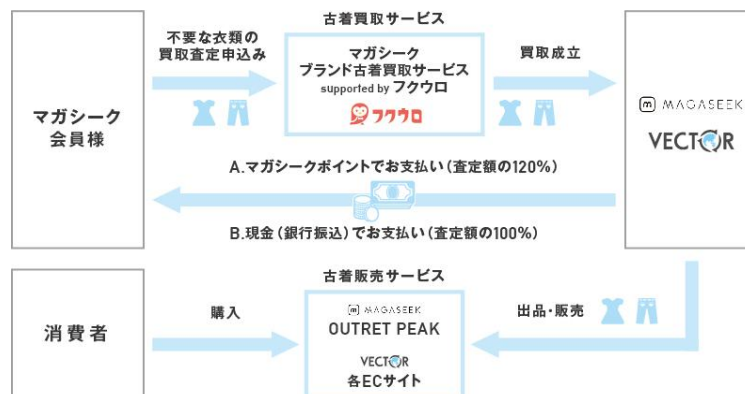 古着買取サービス
不要な衣類の
買取査定申込み
マガシーク
ブランド古着買取サービス
supported by フクウロ
フクウロ
買取成立
マガシーク
会員様
MAGASEEK
VECTOR
A.マガシークポイントでお支払い（査定額の120%）
B.現金（銀行振込）でお支払い（査定額の100%）
古着販売サービス
消費者
購入
MAGASEEK
OUTRET PEAK
VECTOR
各ECサイト
出品・販売